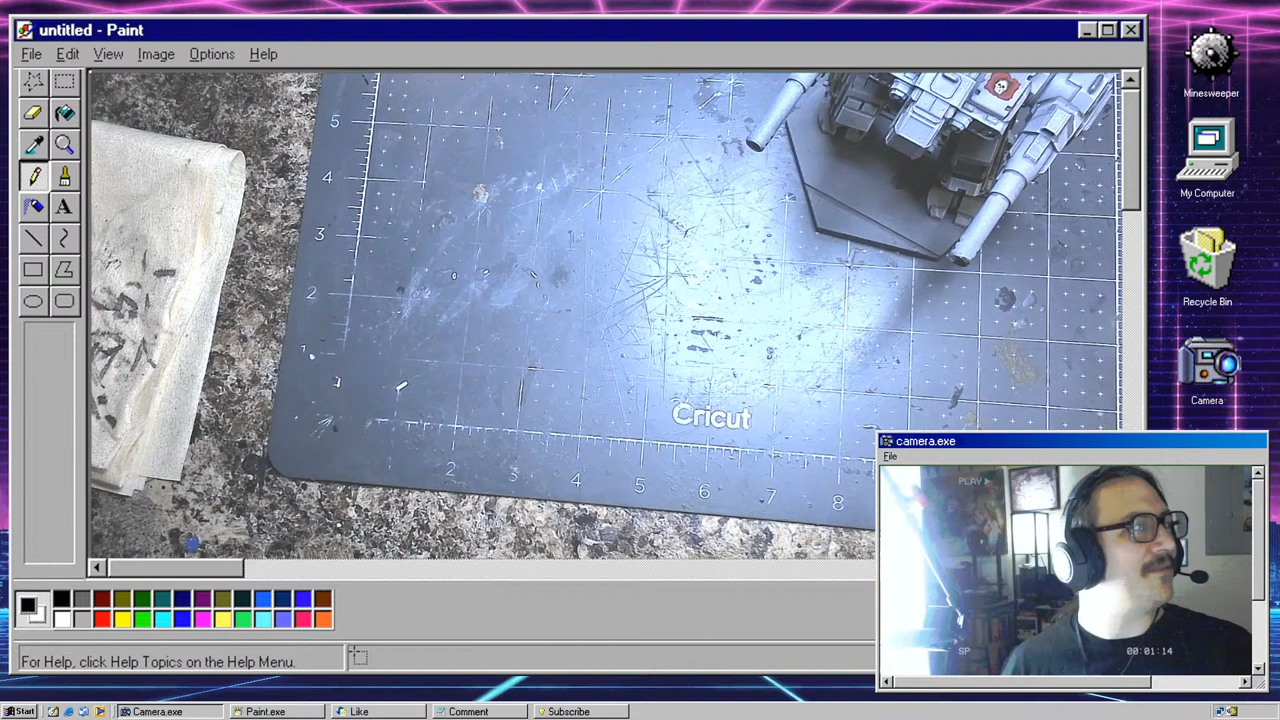 untitled - Paint
File Edit View Image Options Help
Minesweeper
My Computer
Recycle Bin
Camera
5
4
3
2
1
Cricut
2 3 4 5 6 7 8
camera.exe
File
PLAY
SP 00:01:14
A
For Help, click Help Topics on the Help Menu.
Start Camera.exe Paint.exe Like Comment Subscribe